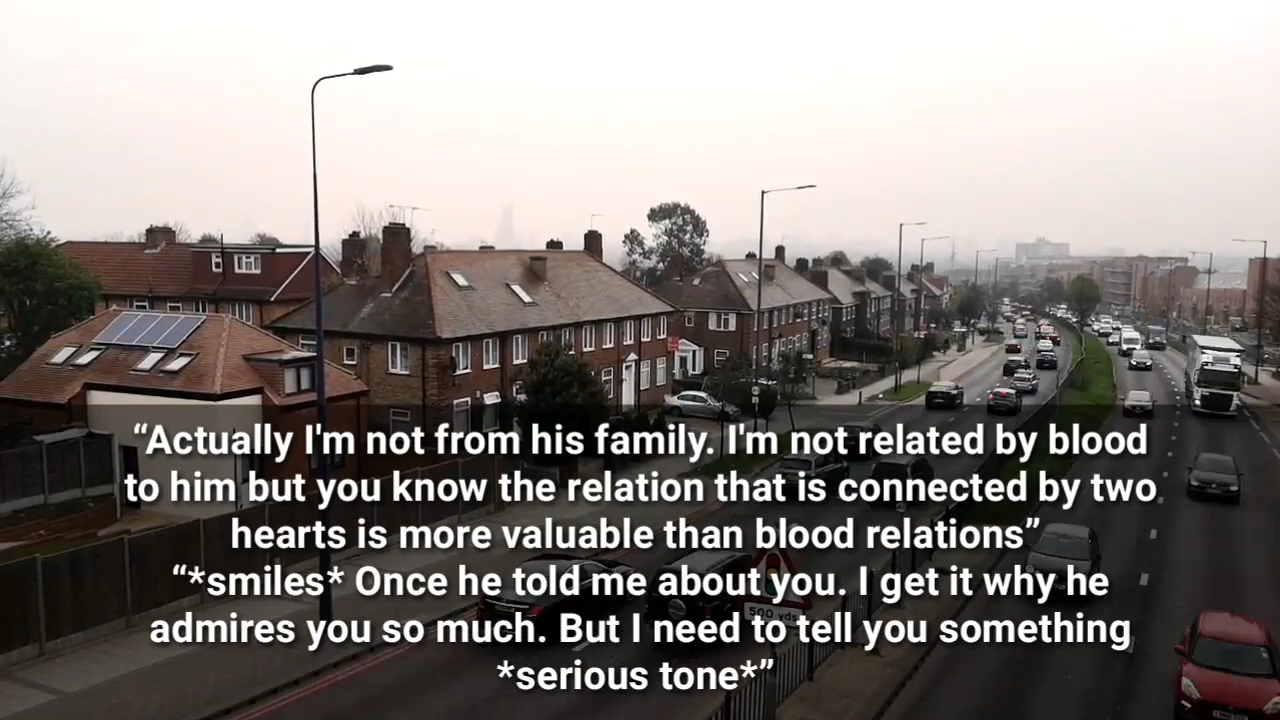 “Actually I'm not from his family. I'm not related by blood
to him but you know the relation that is connected by two
hearts is more valuable than blood relations”
“*smiles* Once he told me about you. I get it why he
admires you so much. But I need to tell you something
*serious tone*”
500 yds